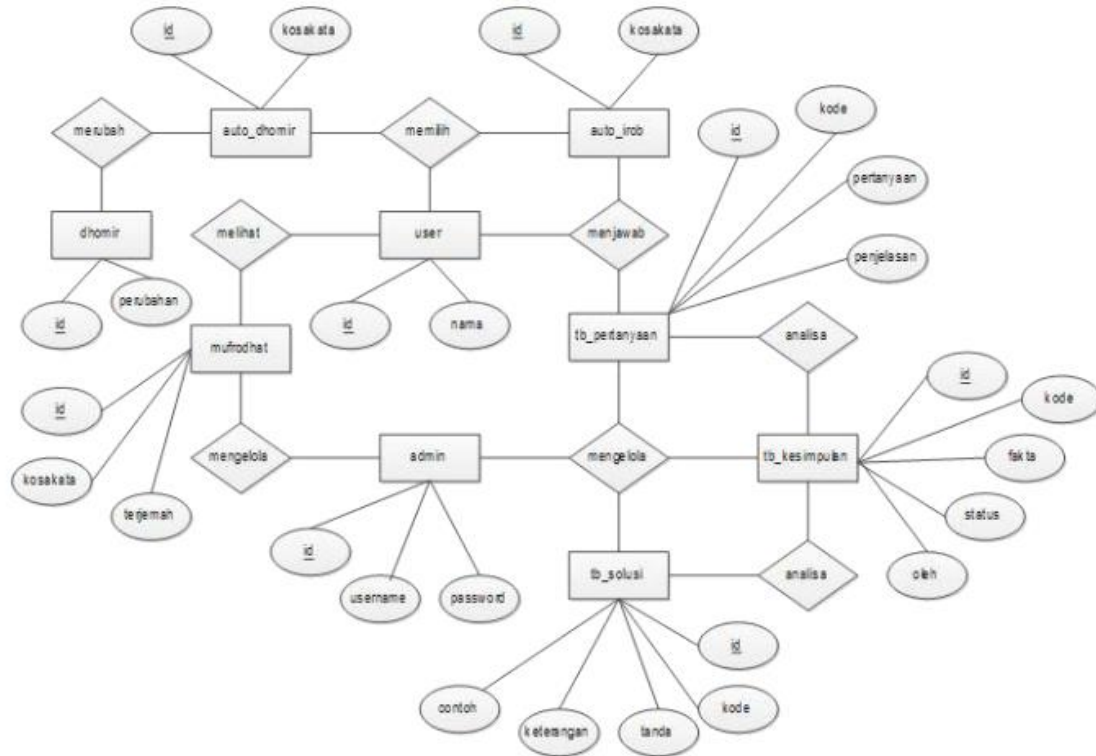 id
kosakata
id
kosakata
merubah
auto_dhomir
memilih
auto_irob
id
kode
pertanyaan
dhomir
melihat
user
menjawab
penjelasan
id
perubahan
id
nama
mufrodhat
tb_pertanyaan
analisa
id
id
kode
kosakata
mengelola
admin
mengelola
tb_kesimpulan
fakta
terjemah
status
id
username
password
tb_solusi
analisa
oleh
id
contoh
keterangan
tanda
kode